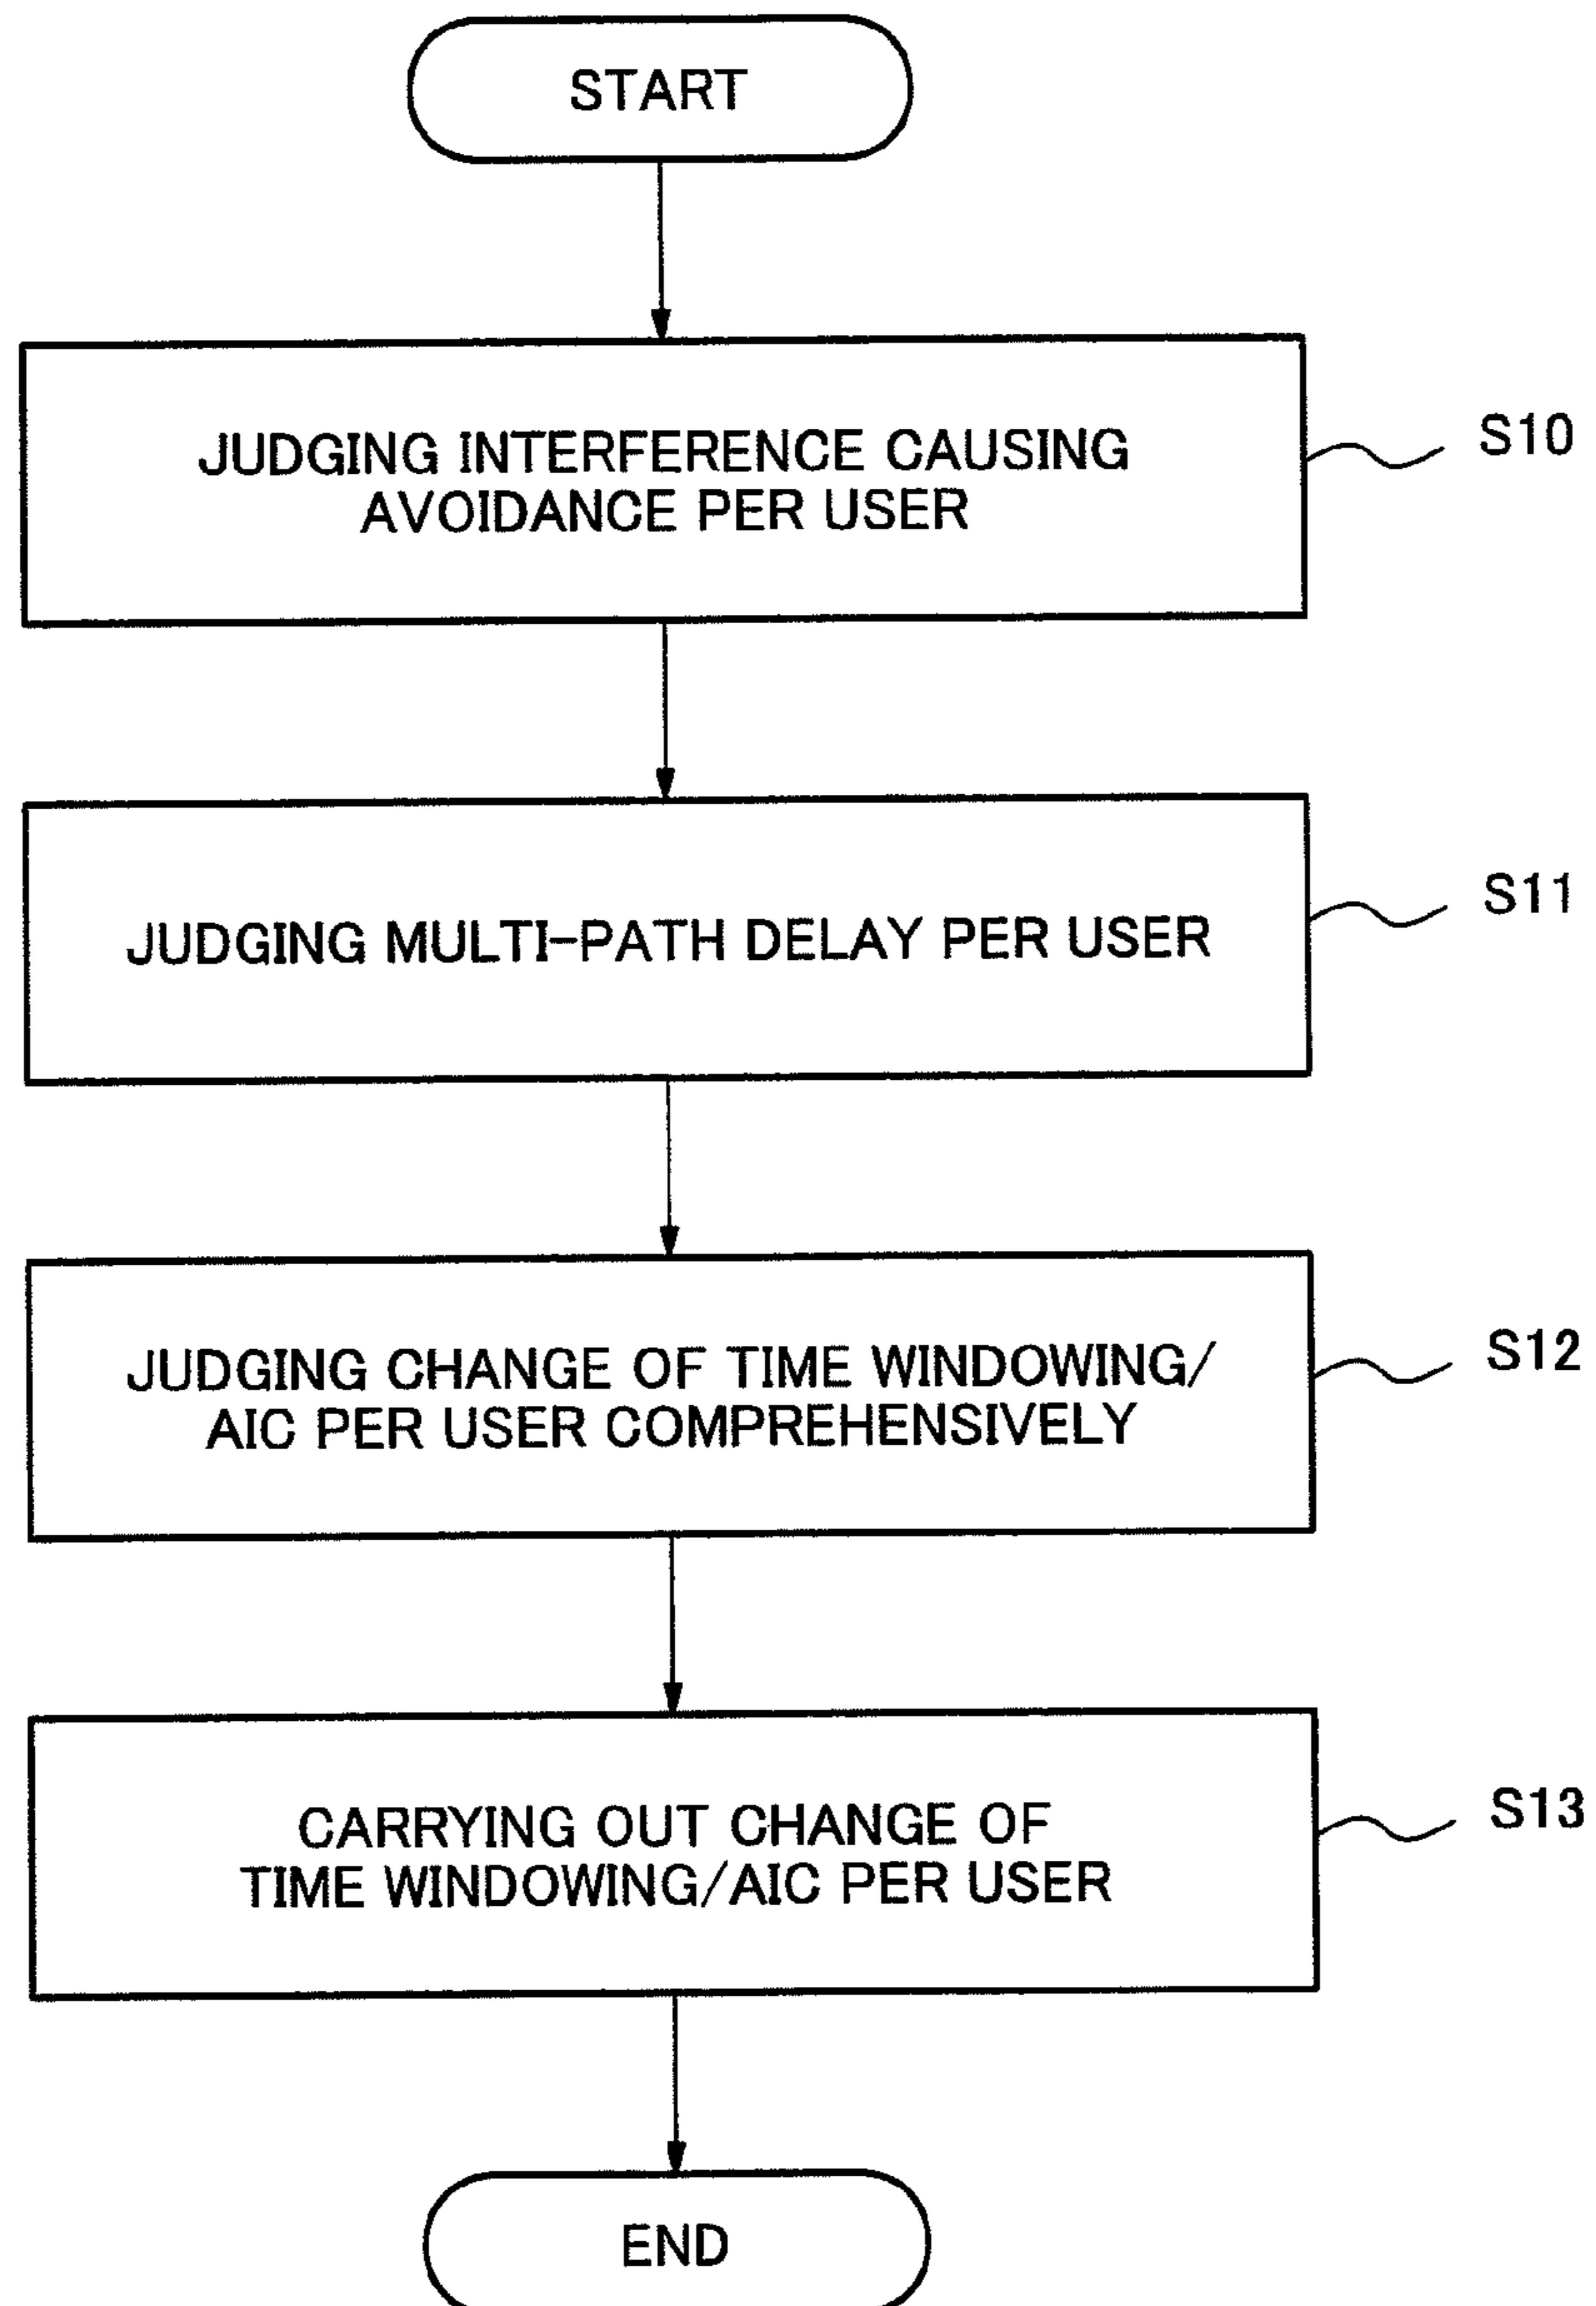 START
JUDGING INTERFERENCE CAUSING
AVOIDANCE PER USER
S10
JUDGING MULTI-PATH DELAY PER USER
S11
JUDGING CHANGE OF TIME WINDOWING/
AIC PER USER COMPREHENSIVELY
S12
CARRYING OUT CHANGE OF
TIME WINDOWING/AIC PER USER
S13
END